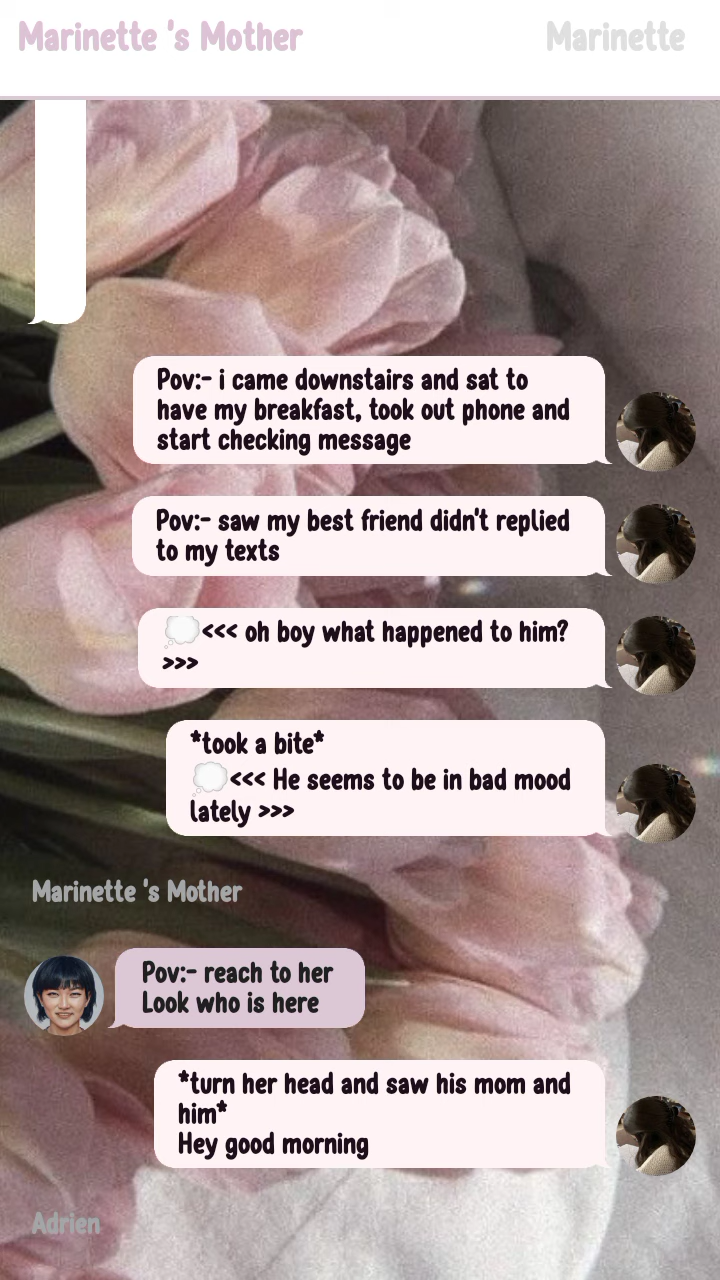 Marinette 's Mother
Marinette
Pov:- i came downstairs and sat to
have my breakfast, took out phone and
start checking message
Pov:- saw my best friend didn't replied
to my texts
💭<<< oh boy what happened to him?
>>>
*took a bite*
💭<<< He seems to be in bad mood
lately >>>
Marinette 's Mother
Pov:- reach to her
Look who is here
*turn her head and saw his mom and
him*
Hey good morning
Adrien